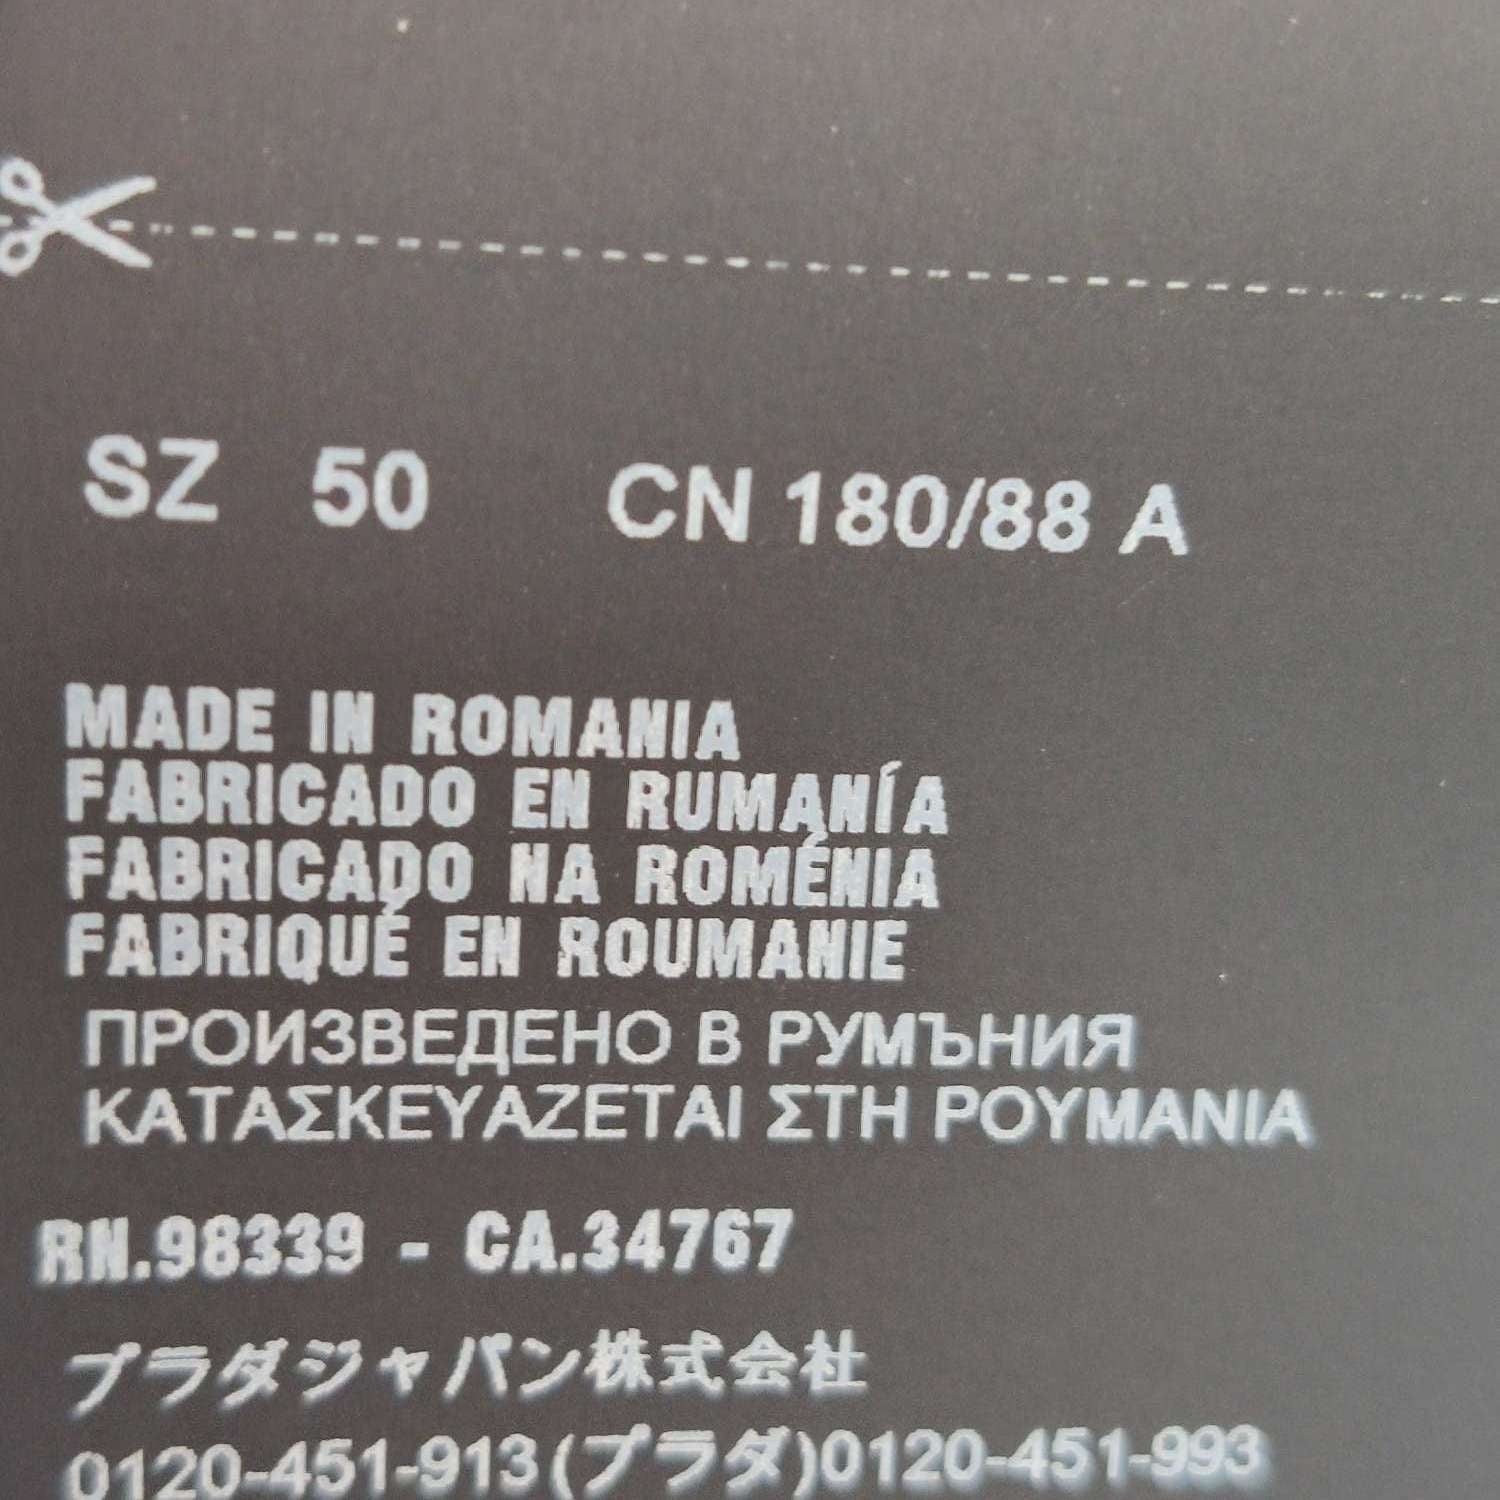 SZ 50 CN 180/88 A
MADE IN ROMANIA
FABRICADO EN RUMANÍA
FABRICADO NA ROMÉNIA
FABRIQUÉ EN ROUMANIE
ПРОИЗВЕДЕНО В РУМЪНИЯ
ΚΑΤΑΣΚΕΥΑΖΕΤΑΙ ΣΤΗ ΡΟΥΜΑΝΙΑ
RN.98339 - CA.34767
プラダジャパン株式会社
0120-451-913(プラダ)0120-451-993